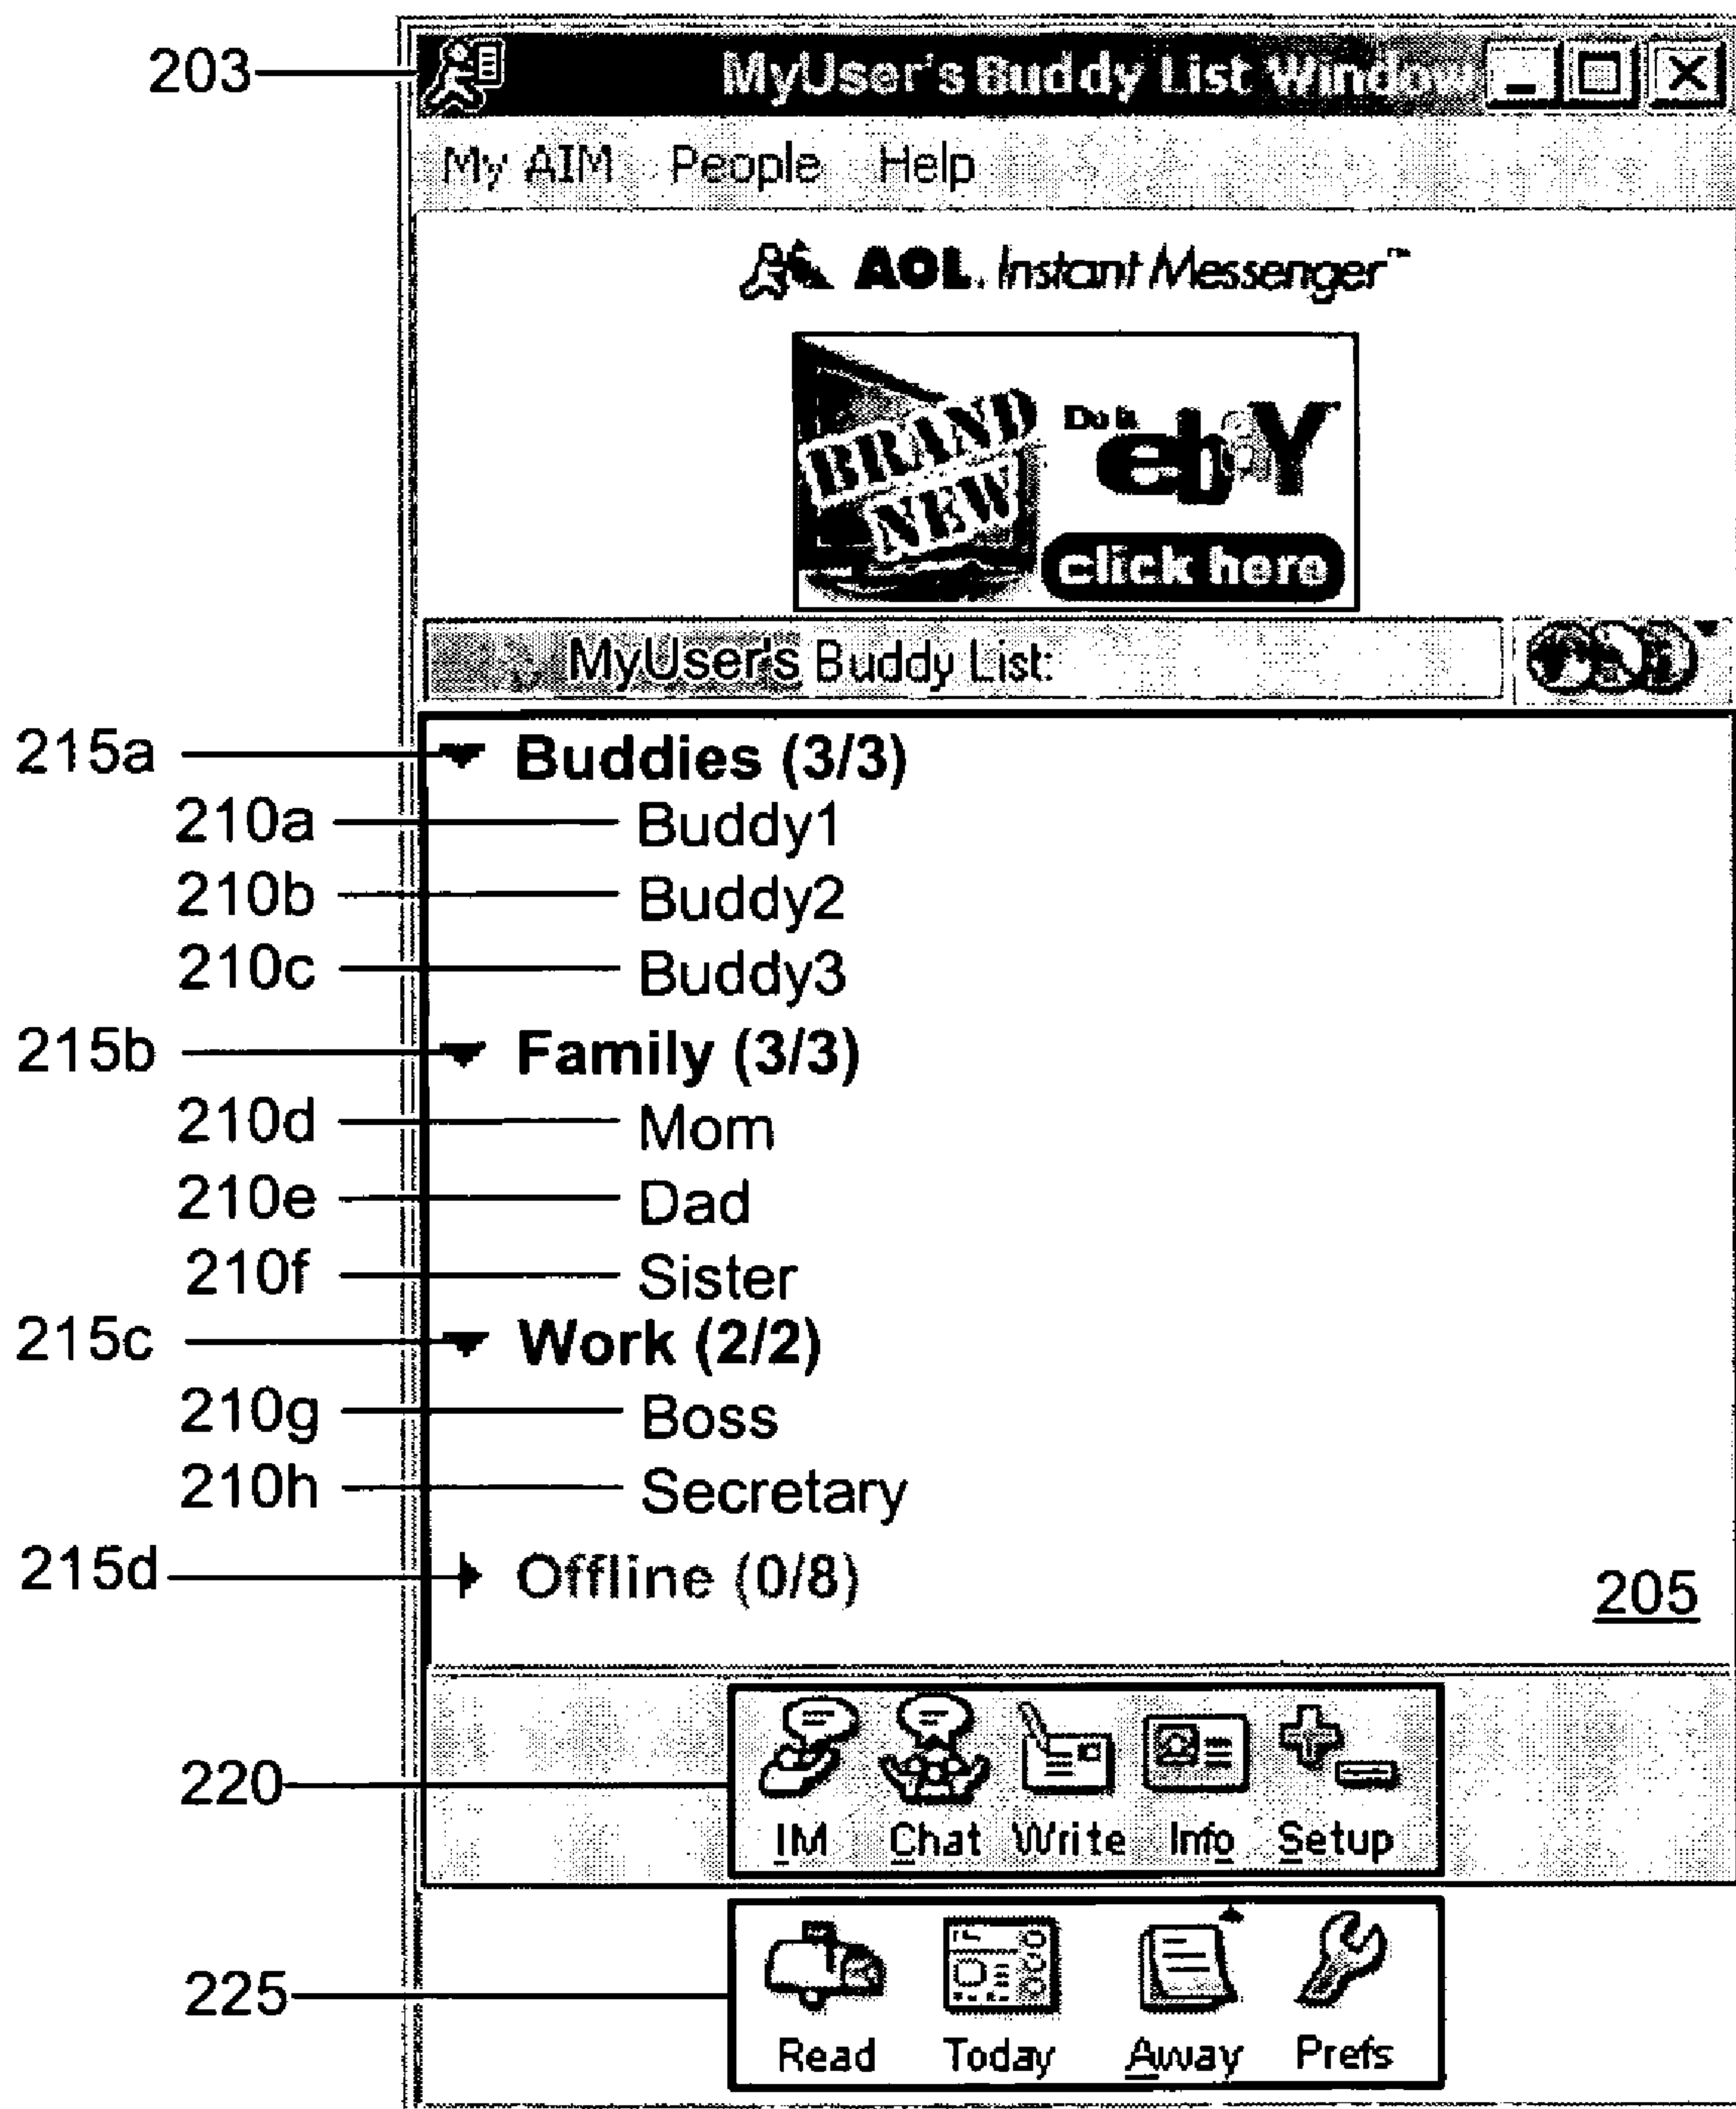 203 MyUser's Buddy List Window
My AIM People Help
AOL Instant Messenger™
BRAND NEW
Do it
ebaY
click here
MyUser's Buddy List:
215a Buddies (3/3)
210a Buddy1
210b Buddy2
210c Buddy3
215b Family (3/3)
210d Mom
210e Dad
210f Sister
215c Work (2/2)
210g Boss
210h Secretary
215d Offline (0/8)
205
220 IM Chat Write Info Setup
225 Read Today Away Prefs